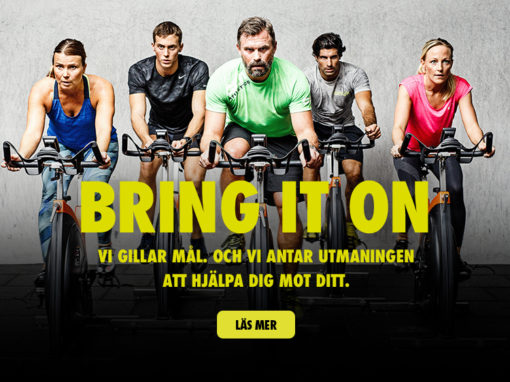 BRING IT ON
VI GILLAR MÅL. OCH VI ANTAR UTMANINGEN
ATT HJÄLPA DIG MOT DITT.
LÄS MER